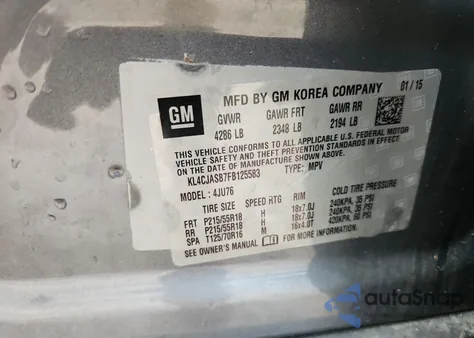 GM
MFD BY GM KOREA COMPANY 01 / 15
GVWR GAWR FRT GAWR RR
4286 LB 2348 LB 2194 LB
THIS VEHICLE CONFORMS TO ALL APPLICABLE U.S. FEDERAL MOTOR
VEHICLE SAFETY, BUMPER, AND THEFT PREVENTION STANDARDS IN
EFFECT ON THE DATE OF MANUFACTURE SHOWN ABOVE.
KL4CJASB7FB125583 TYPE: MPV
MODEL : 4JU76
TIRE SIZE SPEED RTG RIM COLD TIRE PRESSURE
FRT P215/55R18 H 18x7.0J 240KPA, 35 PSI
RR P215/55R18 H 18x7.0J 240KPA, 35 PSI
SPA T125/70R16 M 16x4.0T 420KPA, 60 PSI
SEE OWNER'S MANUAL FOR MORE INFORMATION.
autoSnap